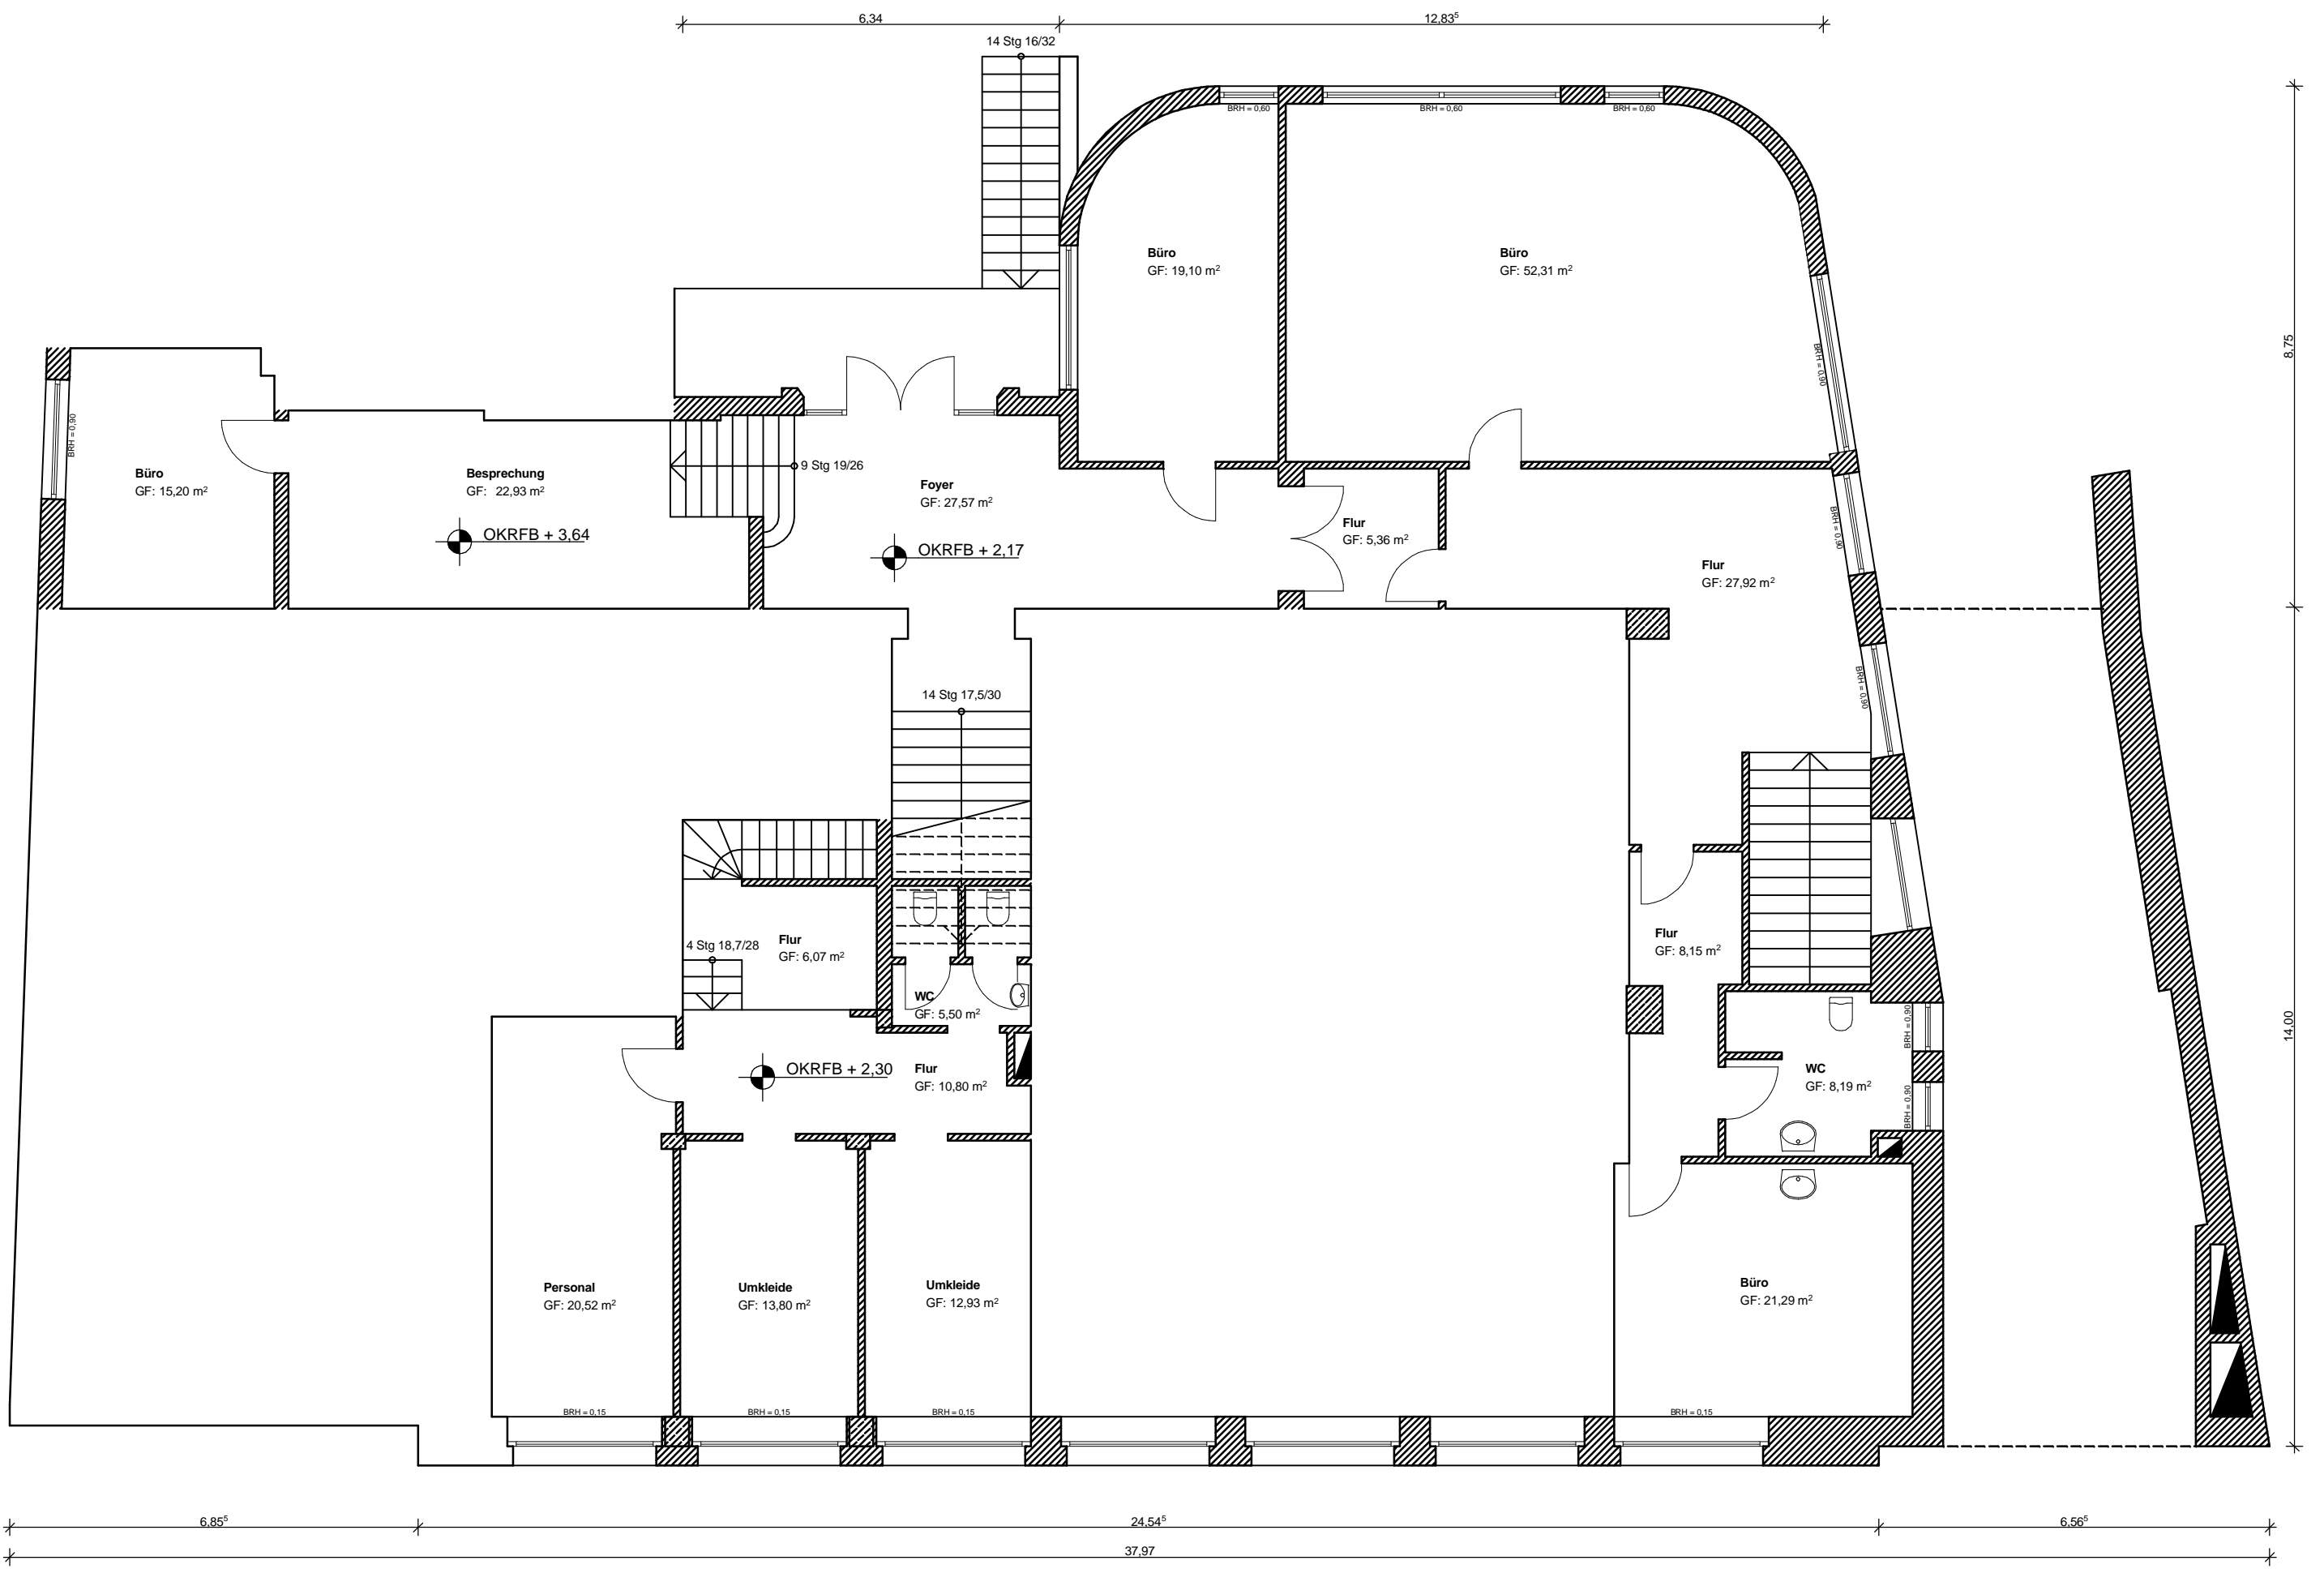 6,34
12,83⁵
14 Stg 16/32
BRH = 0,60
BRH = 0,60
BRH = 0,60
Büro
GF: 19,10 m²
Büro
GF: 52,31 m²
8,75
BRH = 0,90
BRH = 0,90
Büro
GF: 15,20 m²
Besprechung
GF: 22,93 m²
9 Stg 19/26
Foyer
GF: 27,57 m²
OKRFB + 3,64
OKRFB + 2,17
Flur
GF: 5,36 m²
BRH = 0,90
Flur
GF: 27,92 m²
14 Stg 17,5/30
BRH = 0,90
4 Stg 18,7/28
Flur
GF: 6,07 m²
Flur
GF: 8,15 m²
WC
GF: 5,50 m²
BRH = 0,90
14,00
OKRFB + 2,30
Flur
GF: 10,80 m²
WC
GF: 8,19 m²
BRH = 0,90
Personal
GF: 20,52 m²
Umkleide
GF: 13,80 m²
Umkleide
GF: 12,93 m²
Büro
GF: 21,29 m²
BRH = 0,15
BRH = 0,15
BRH = 0,15
BRH = 0,15
6,85⁵
24,54⁵
6,56⁵
37,97